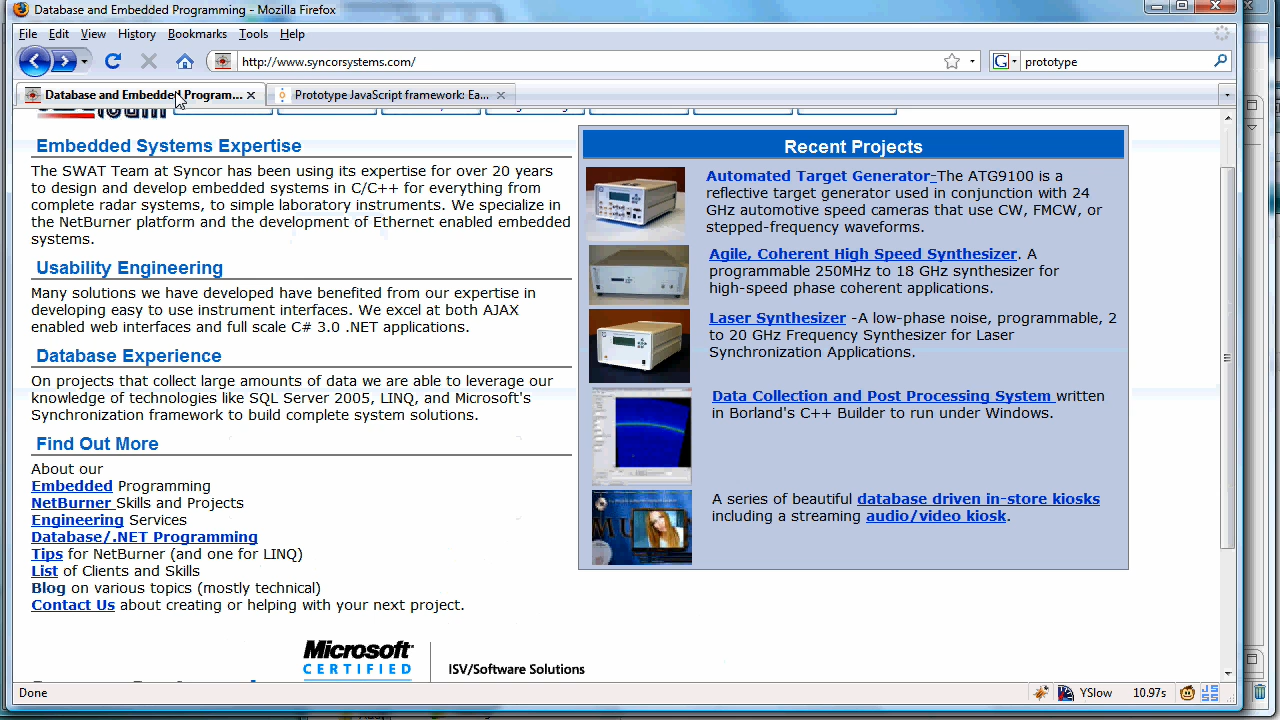 Database and Embedded Programming - Mozilla Firefox
File Edit View History Bookmarks Tools Help
http://www.syncorsystems.com/
G prototype
Database and Embedded Program...
Prototype JavaScript framework: Ea...
Embedded Systems Expertise
The SWAT Team at Syncor has been using its expertise for over 20 years
to design and develop embedded systems in C/C++ for everything from
complete radar systems, to simple laboratory instruments. We specialize in
the NetBurner platform and the development of Ethernet enabled embedded
systems.
Usability Engineering
Many solutions we have developed have benefited from our expertise in
developing easy to use instrument interfaces. We excel at both AJAX
enabled web interfaces and full scale C# 3.0 .NET applications.
Database Experience
On projects that collect large amounts of data we are able to leverage our
knowledge of technologies like SQL Server 2005, LINQ, and Microsoft's
Synchronization framework to build complete system solutions.
Find Out More
About our
Embedded Programming
NetBurner Skills and Projects
Engineering Services
Database/.NET Programming
Tips for NetBurner (and one for LINQ)
List of Clients and Skills
Blog on various topics (mostly technical)
Contact Us about creating or helping with your next project.
Recent Projects
Automated Target Generator-The ATG9100 is a
reflective target generator used in conjunction with 24
GHz automotive speed cameras that use CW, FMCW, or
stepped-frequency waveforms.
Agile, Coherent High Speed Synthesizer. A
programmable 250MHz to 18 GHz synthesizer for
high-speed phase coherent applications.
Laser Synthesizer -A low-phase noise, programmable, 2
to 20 GHz Frequency Synthesizer for Laser
Synchronization Applications.
Data Collection and Post Processing System written
in Borland's C++ Builder to run under Windows.
A series of beautiful database driven in-store kiosks
including a streaming audio/video kiosk.
Microsoft
CERTIFIED
ISV/Software Solutions
Done
YSlow 10.97s